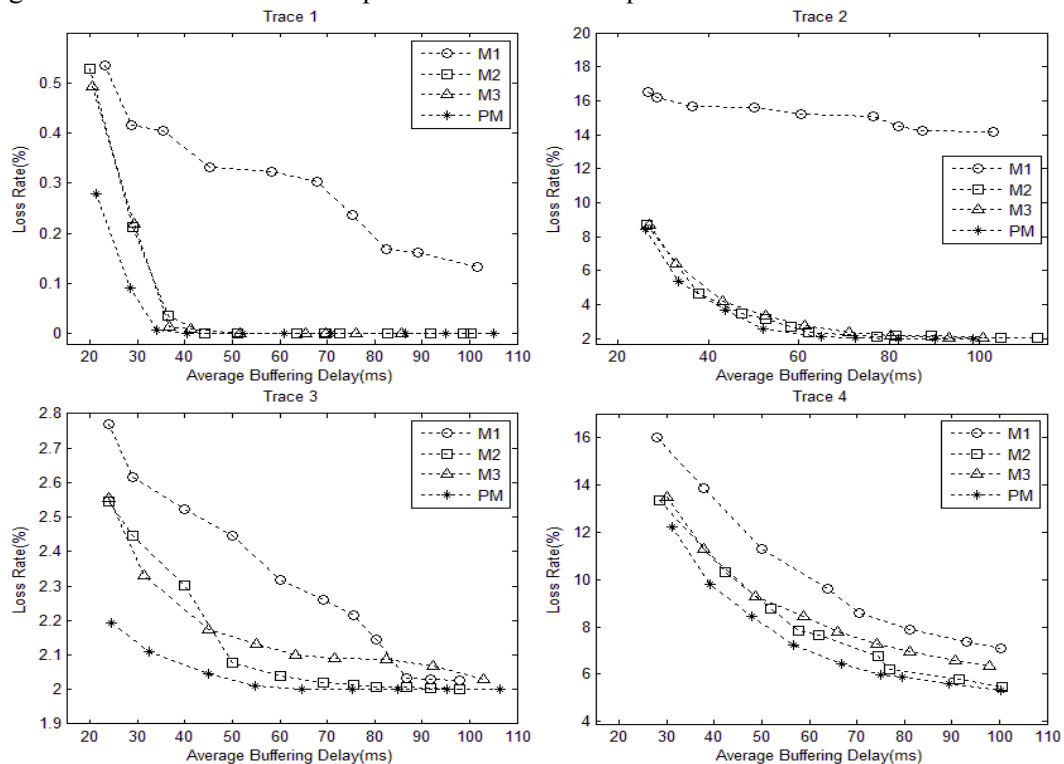 Trace 1
Loss Rate(%)
0.5
0.4
0.3
0.2
0.1
0
M1
M2
M3
PM
20 30 40 50 60 70 80 90 100 110
Average Buffering Delay(ms)
Trace 2
Loss Rate(%)
20
18
16
14
12
10
8
6
4
2
M1
M2
M3
PM
20 40 60 80 100
Average Buffering Delay(ms)
Trace 3
Loss Rate(%)
2.8
2.7
2.6
2.5
2.4
2.3
2.2
2.1
2
1.9
M1
M2
M3
PM
20 30 40 50 60 70 80 90 100 110
Average Buffering Delay(ms)
Trace 4
Loss Rate(%)
16
14
12
10
8
6
4
M1
M2
M3
PM
20 30 40 50 60 70 80 90 100 110
Average Buffering Delay(ms)